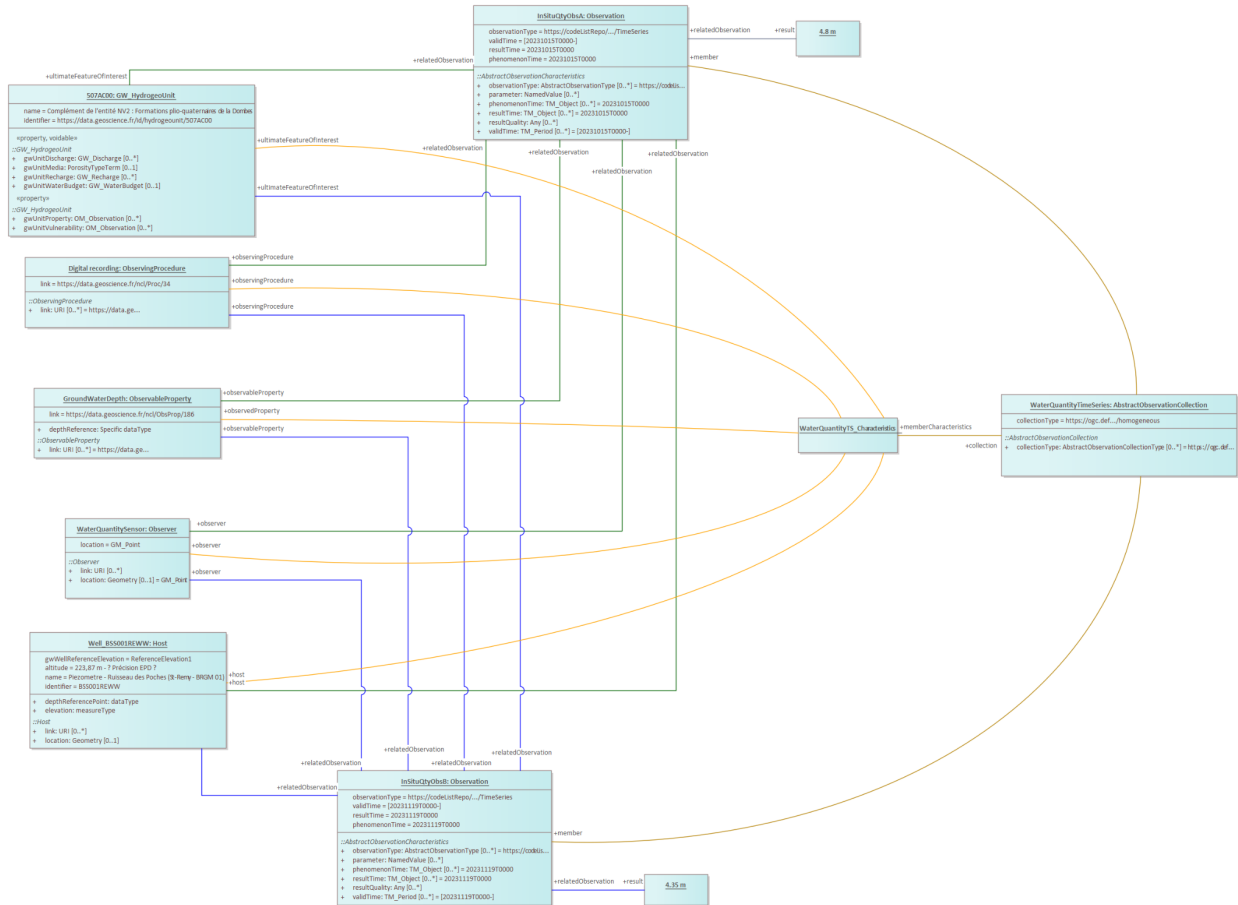 InSituQtyObsA: Observation
observationType = https://codeListRepo/.../TimeSeries
validTime = [20231015T0000-]
resultTime = 20231015T0000
phenomenonTime = 20231015T0000
::AbstractObservationCharacteristics
+ observationType: AbstractObservationType [0..*] = https://codeLis....
+ parameter: NamedValue [0..*]
+ phenomenonTime: TM_Object [0..*] = 20231015T0000
+ resultTime: TM_Object [0..*] = 20231015T0000
+ resultQuality: Any [0..*]
+ validTime: TM_Period [0..*] = [20231015T0000-]
+relatedObservation
+result
4.8 m
+member
+relatedObservation
+ultimateFeatureOfInterest
507AC00: GW_HydrogeoUnit
name = Complément de l'entité NV2 : Formations plio-quaternaires de la Dombes
identifier = https://data.geoscience.fr/id/hydrogeounit/507AC00
«property, voidable»
::GW_HydrogeoUnit
+ gwUnitDischarge: GW_Discharge [0..*]
+ gwUnitMedia: PorosityTypeTerm [0..1]
+ gwUnitRecharge: GW_Recharge [0..*]
+ gwUnitWaterBudget: GW_WaterBudget [0..1]
«property»
::GW_HydrogeoUnit
+ gwUnitProperty: OM_Observation [0..*]
+ gwUnitVulnerability: OM_Observation [0..*]
+ultimateFeatureOfInterest
+ultimateFeatureOfInterest
+relatedObservation
+relatedObservation
+relatedObservation
+relatedObservation
Digital recording: ObservingProcedure
link = https://data.geoscience.fr/ncl/Proc/34
::ObservingProcedure
+ link: URI [0..*] = https://data.ge....
+observingProcedure
+observingProcedure
+observingProcedure
GroundWaterDepth: ObservableProperty
link = https://data.geoscience.fr/ncl/ObsProp/186
+ depthReference: Specific dataType
::ObservableProperty
+ link: URI [0..*] = https://data.ge....
+observableProperty
+observedProperty
+observableProperty
WaterQuantityTS_Characteristics
+memberCharacteristics
+collection
WaterQuantityTimeSeries: AbstractObservationCollection
collectionType = https://ogc.def.../homogeneous
::AbstractObservationCollection
+ collectionType: AbstractObservationCollectionType [0..*] = https://ogc.def....
WaterQuantitySensor: Observer
location = GM_Point
::Observer
+ link: URI [0..*]
+ location: Geometry [0..1] = GM_Point
+observer
+observer
+observer
Well_BSS001REWW: Host
gwWellReferenceElevation = ReferenceElevation1
altitude = 223,87 m - ? Précision EPD ?
name = Piezometre - Ruisseau des Poches (St-Remy - BRGM 01)
identifier = BSS001REWW
+ depthReferencePoint: dataType
+ elevation: measureType
::Host
+ link: URI [0..*]
+ location: Geometry [0..1]
+host
+host
+relatedObservation
+relatedObservation
+relatedObservation
+relatedObservation
+relatedObservation
InSituQtyObsB: Observation
observationType = https://codeListRepo/.../TimeSeries
validTime = [20231119T0000-]
resultTime = 20231119T0000
phenomenonTime = 20231119T0000
::AbstractObservationCharacteristics
+ observationType: AbstractObservationType [0..*] = https://codeLis....
+ parameter: NamedValue [0..*]
+ phenomenonTime: TM_Object [0..*] = 20231119T0000
+ resultTime: TM_Object [0..*] = 20231119T0000
+ resultQuality: Any [0..*]
+ validTime: TM_Period [0..*] = [20231119T0000-]
+member
+relatedObservation
+result
4.35 m